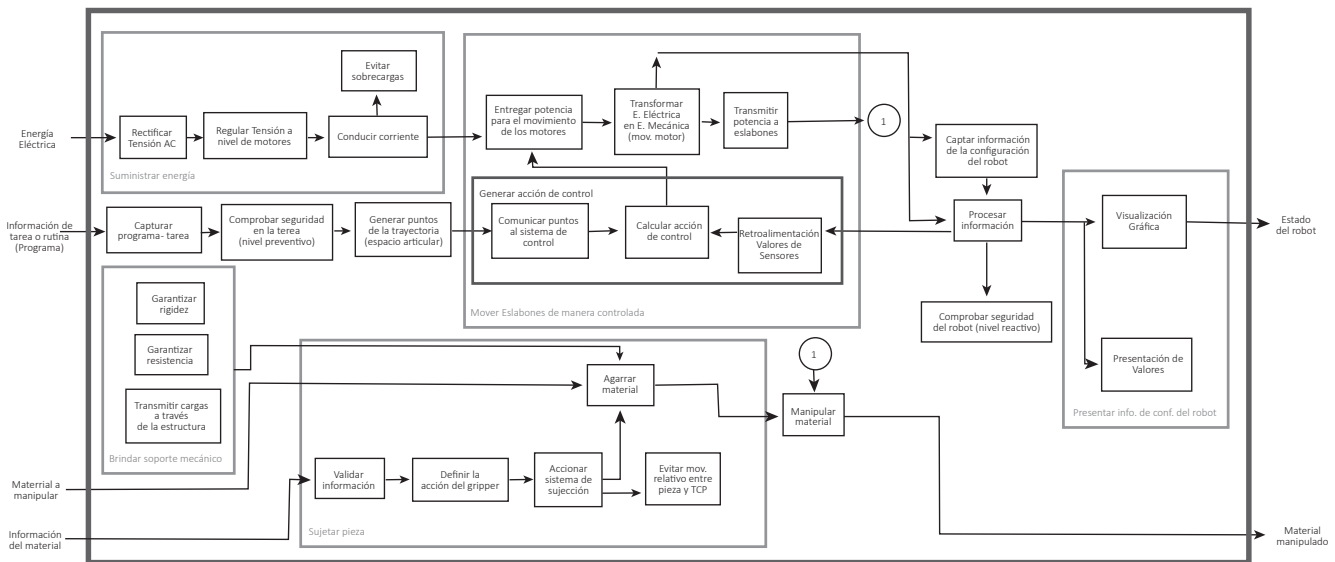 Energía
Eléctrica
Rectificar
Tensión AC
Regular Tensión a
nivel de motores
Evitar
sobrecargas
Conducir corriente
Suministrar energía
Entregar potencia
para el movimiento
de los motores
Transformar
E. Eléctrica
en E. Mecánica
(mov. motor)
Transmitir
potencia a
eslabones
1
Captar información
de la configuración
del robot
Información de
tarea o rutina
(Programa)
Capturar
programa- tarea
Comprobar seguridad
en la terea
(nivel preventivo)
Generar puntos
de la trayectoria
(espacio articular)
Generar acción de control
Comunicar puntos
al sistema de
control
Calcular acción
de control
Retroalimentación
Valores de
Sensores
Mover Eslabones de manera controlada
Procesar
información
Comprobar seguridad
del robot (nivel reactivo)
Visualización
Gráfica
Presentación de
Valores
Presentar info. de conf. del robot
Estado
del robot
Garantizar
rigidez
Garantizar
resistencia
Transmitir cargas
a través
de la estructura
Brindar soporte mecánico
Agarrar
material
1
Manipular
material
Materrial a
manipular
Información
del material
Validar
información
Definir la
acción del gripper
Accionar
sistema de
sujección
Evitar mov.
relativo entre
pieza y TCP
Sujetar pieza
Material
manipulado